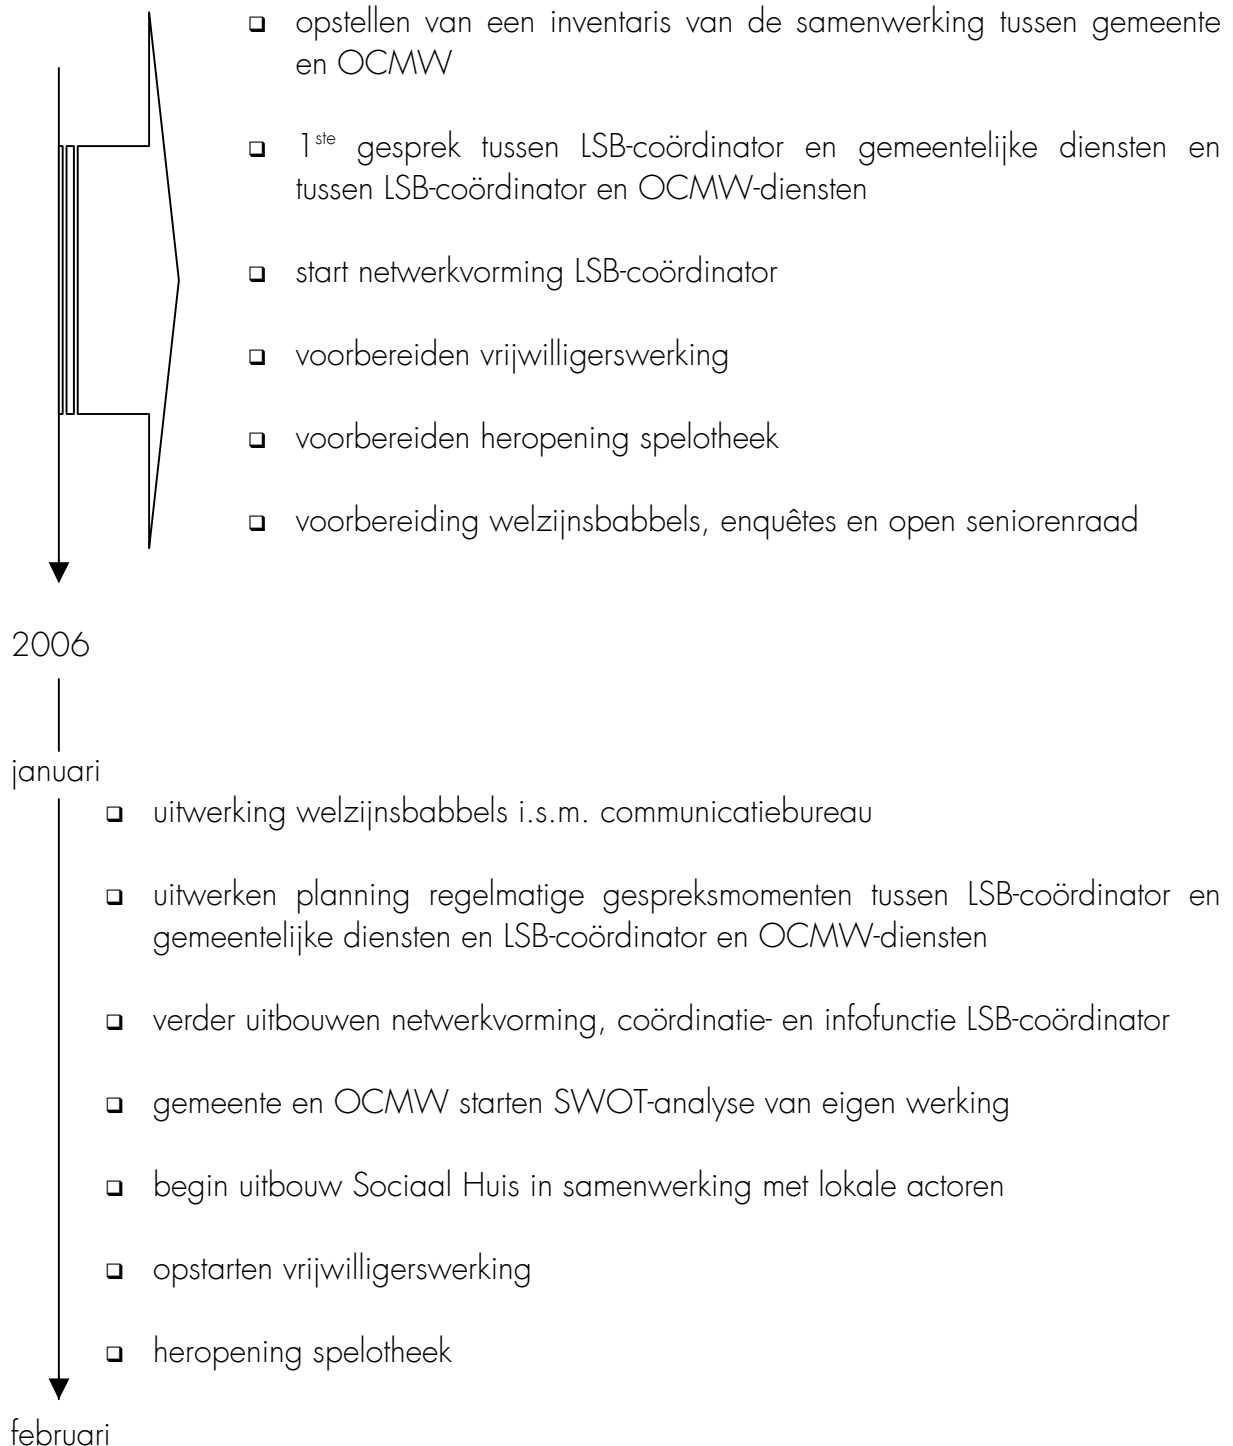 ❑ opstellen van een inventaris van de samenwerking tussen gemeente
en OCMW
❑ 1ste gesprek tussen LSB-coördinator en gemeentelijke diensten en
tussen LSB-coördinator en OCMW-diensten
❑ start netwerkvorming LSB-coördinator
❑ voorbereiden vrijwilligerswerking
❑ voorbereiden heropening spelotheek
❑ voorbereiding welzijnsbabbels, enquêtes en open seniorenraad
2006
januari
❑ uitwerking welzijnsbabbels i.s.m. communicatiebureau
❑ uitwerken planning regelmatige gespreksmomenten tussen LSB-coördinator en
gemeentelijke diensten en LSB-coördinator en OCMW-diensten
❑ verder uitbouwen netwerkvorming, coördinatie- en infofunctie LSB-coördinator
❑ gemeente en OCMW starten SWOT-analyse van eigen werking
❑ begin uitbouw Sociaal Huis in samenwerking met lokale actoren
❑ opstarten vrijwilligerswerking
❑ heropening spelotheek
februari